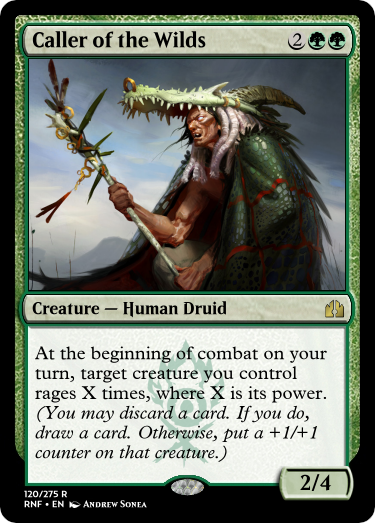 Caller of the Wilds 2
Creature — Human Druid
At the beginning of combat on your
turn, target creature you control
rages X times, where X is its power.
(You may discard a card. If you do,
draw a card. Otherwise, put a +1/+1
counter on that creature.)
2/4
120/275 R
RNF • EN Andrew Sonea